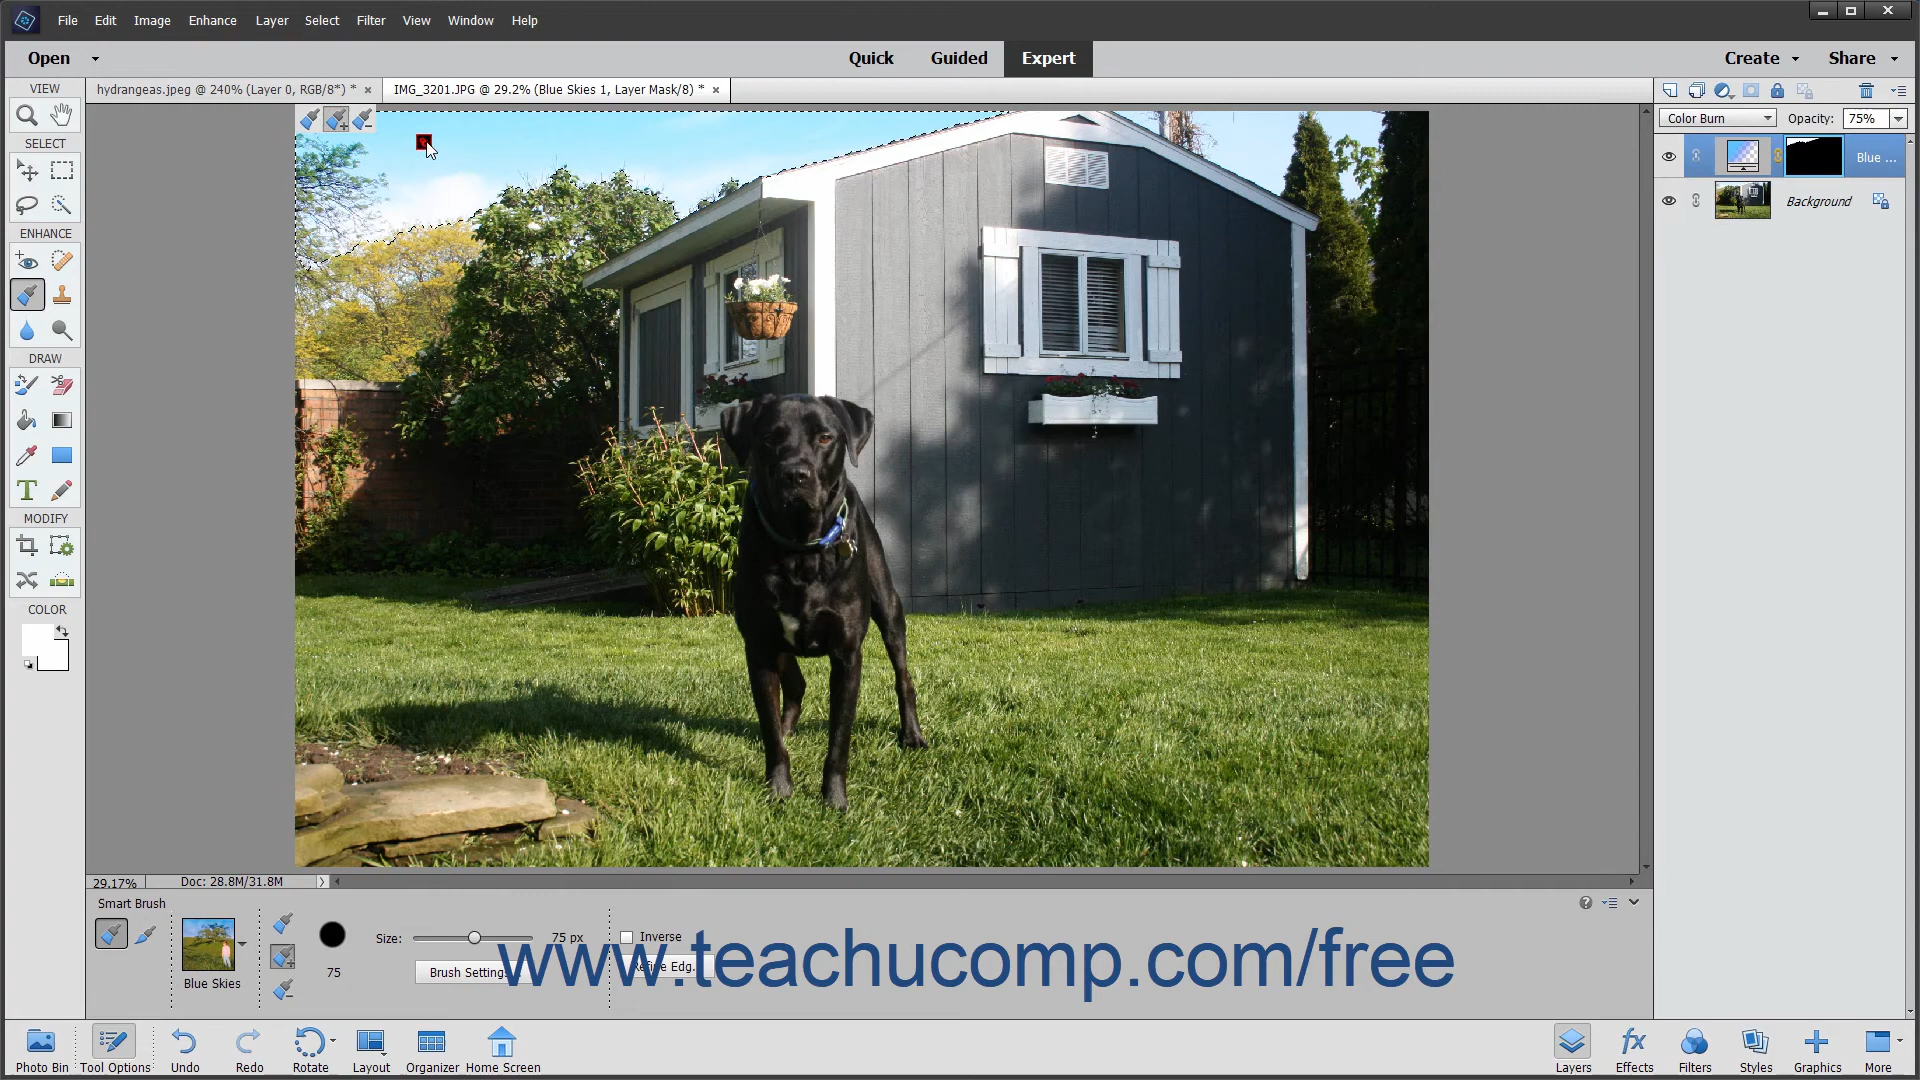 File Edit Image Enhance Layer Select Filter View Window Help
Open Quick Guided Expert Create Share
VIEW
hydrangeas.jpeg @ 240% (Layer 0, RGB/8*) * ×
IMG_3201.JPG @ 29.2% (Blue Skies 1, Layer Mask/8) * ×
Color Burn Opacity: 75%
SELECT
Blue ...
Background
ENHANCE
DRAW
T
MODIFY
COLOR
29.17% Doc: 28.8M/31.8M
Smart Brush
Size: 75 px
Inverse
75
Brush Settings
Refine Edg..
Blue Skies
www.teachucomp.com/free
Photo Bin Tool Options Undo Redo Rotate Layout Organizer Home Screen
fx
Layers Effects Filters Styles Graphics More